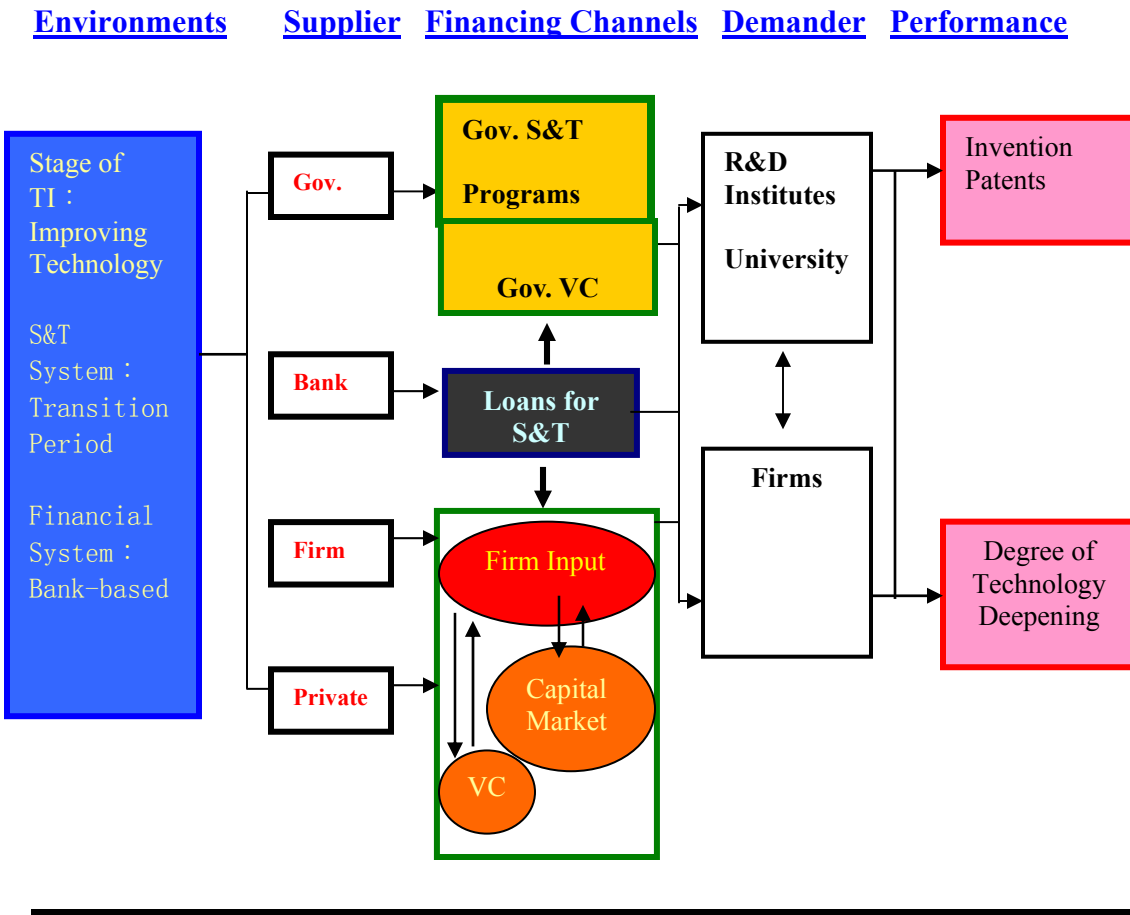 Environments Supplier Financing Channels Demander Performance
Stage of
TI：
Improving
Technology
S&T
System：
Transition
Period
Financial
System：
Bank-based
Gov.
Bank
Firm
Private
Gov. S&T
Programs
Gov. VC
Loans for
S&T
Firm Input
Capital
Market
VC
R&D
Institutes
University
Firms
Invention
Patents
Degree of
Technology
Deepening